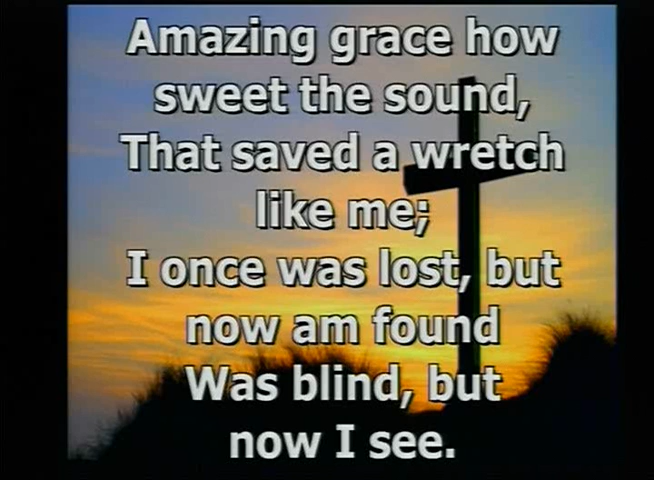 Amazing grace how
sweet the sound,
That saved a wretch
like me;
I once was lost, but
now am found
Was blind, but
now I see.